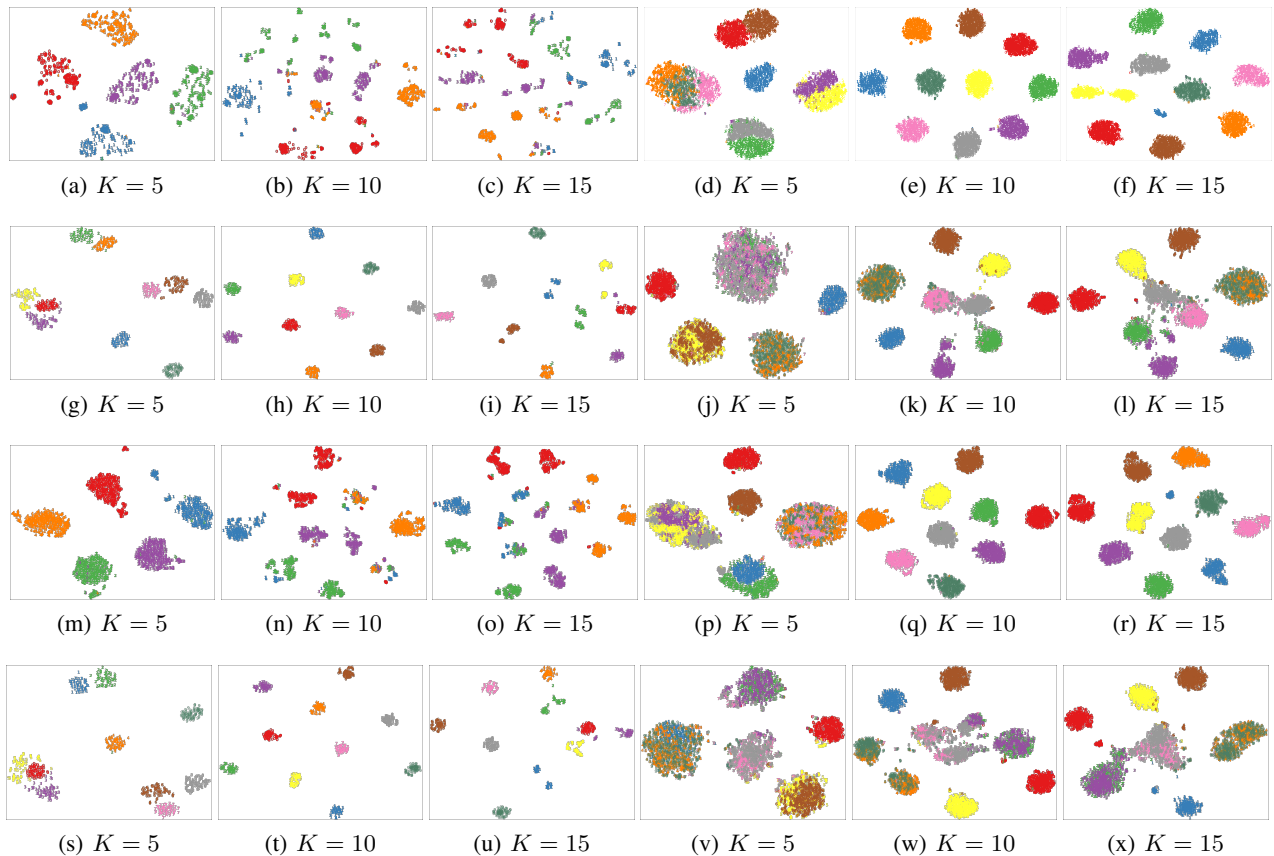 (a) K = 5 (b) K = 10 (c) K = 15 (d) K = 5 (e) K = 10 (f) K = 15
(g) K = 5 (h) K = 10 (i) K = 15 (j) K = 5 (k) K = 10 (l) K = 15
(m) K = 5 (n) K = 10 (o) K = 15 (p) K = 5 (q) K = 10 (r) K = 15
(s) K = 5 (t) K = 10 (u) K = 15 (v) K = 5 (w) K = 10 (x) K = 15